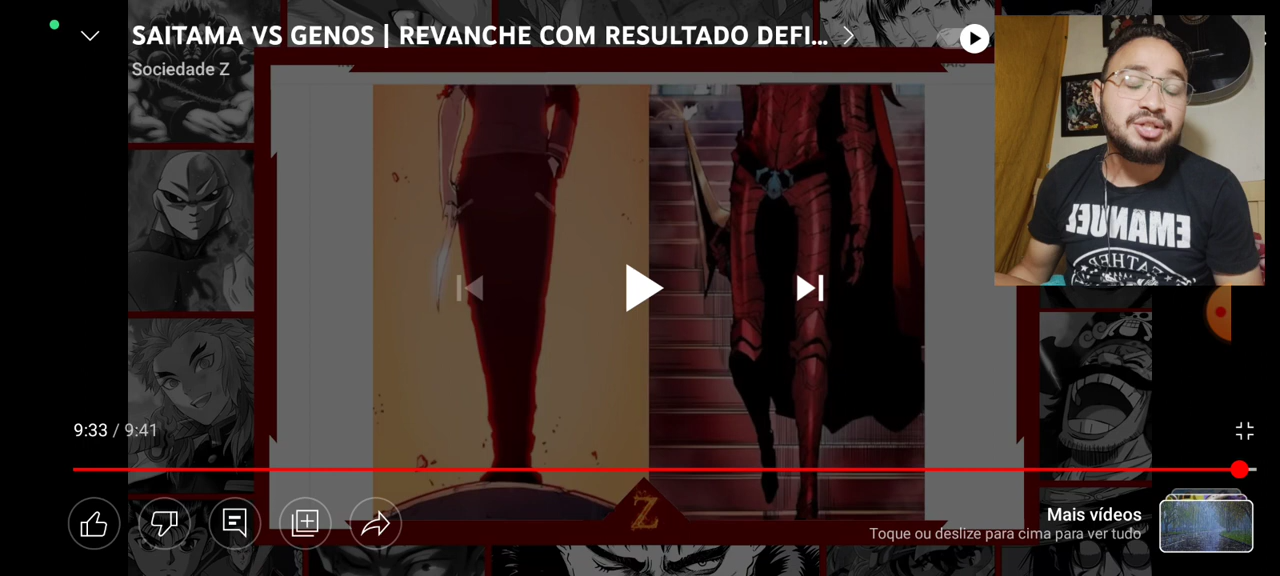 SAITAMA VS GENOS | REVANCHE COM RESULTADO DEFI...
Sociedade Z
EMANUEL
FEATHER
9:33 / 9:41
Z
Mais vídeos
Toque ou deslize para cima para ver tudo